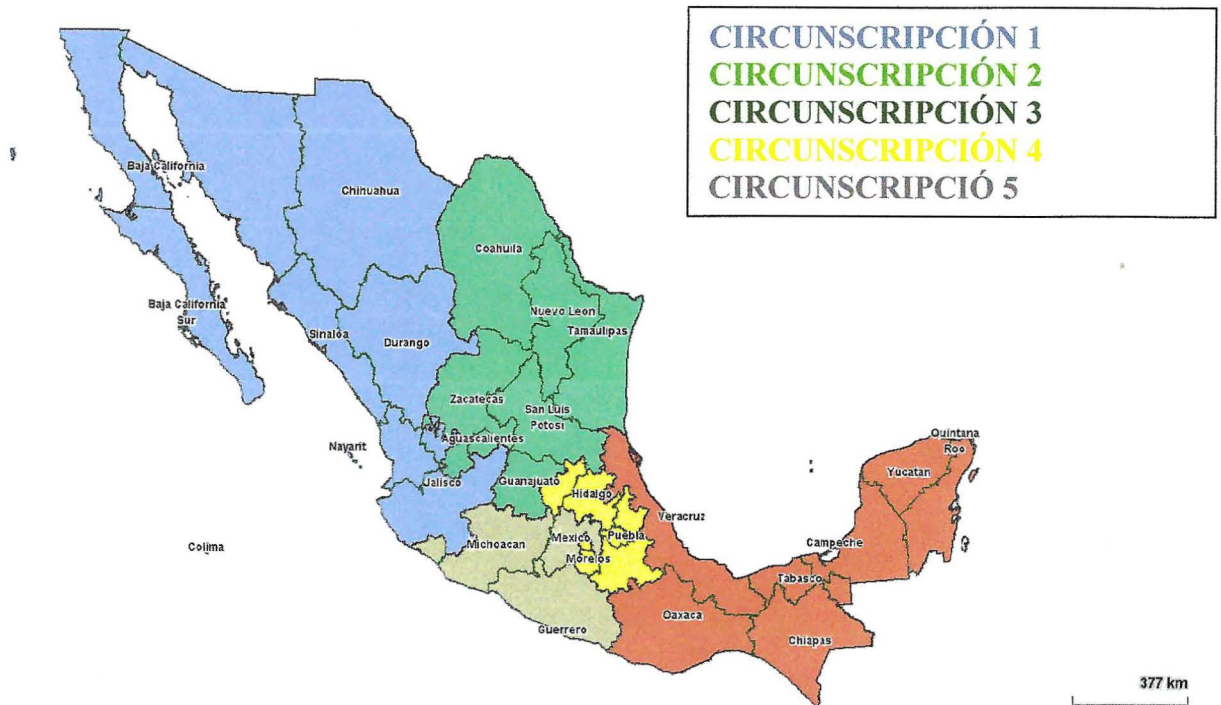 CIRCUNSCRIPCIÓN 1
CIRCUNSCRIPCIÓN 2
CIRCUNSCRIPCIÓN 3
CIRCUNSCRIPCIÓN 4
CIRCUNSCRIPCIÓ 5
Baja California
Chihuahua
Coahuila
Baja California
Sur
Sinaloa
Durango
Nuevo Leon
Tamaulipas
Zacatecas
San Luis
Potosi
Nayarit
Aguascalientes
Quintana
Roo
Yucatan
Jalisco
Guanajuato
Hidalgo
Veracruz
Colima
Michoacan
Mexico
Puebla
Campeche
Morelos
Tabasco
Oaxaca
Guerrero
Chiapas
377 km